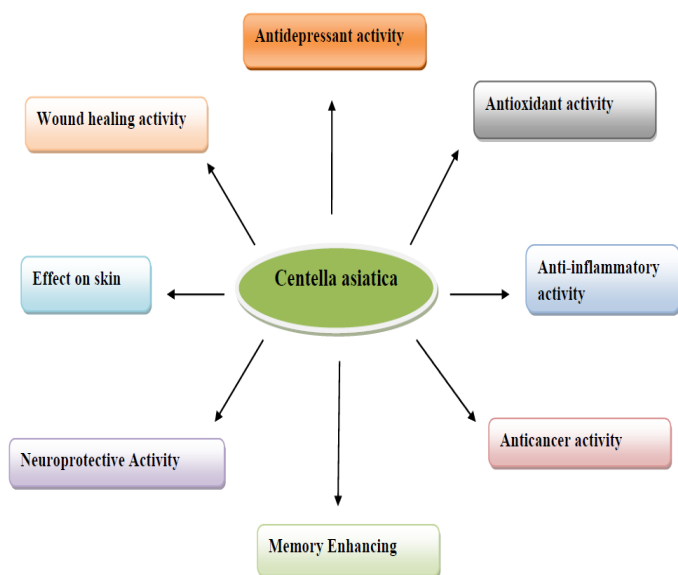 Antidepressant activity
Wound healing activity
Antioxidant activity
Effect on skin
Centella asiatica
Anti-inflammatory
activity
Neuroprotective Activity
Anticancer activity
Memory Enhancing